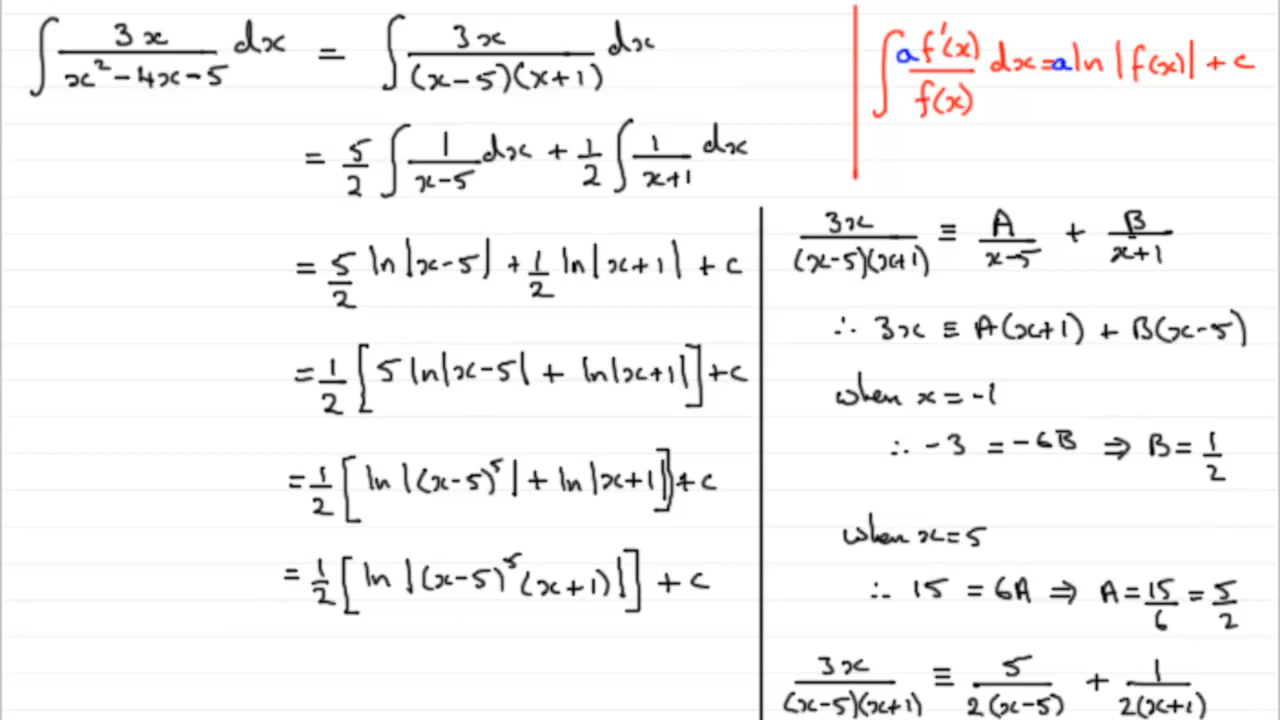 ∫ 3x/(x² - 4x - 5) dx = ∫ 3x/((x-5)(x+1)) dx
= 5/2 ∫ 1/(x-5) dx + 1/2 ∫ 1/(x+1) dx
= 5/2 ln|x-5| + 1/2 ln|x+1| + c
= 1/2 [5 ln|x-5| + ln|x+1|] + c
= 1/2 [ln|(x-5)⁵| + ln|x+1|] + c
= 1/2 [ln|(x-5)⁵(x+1)|] + c
∫ a f'(x)/f(x) dx = a ln|f(x)| + c
3x/((x-5)(x+1)) ≡ A/(x-5) + B/(x+1)
∴ 3x ≡ A(x+1) + B(x-5)
when x = -1
∴ -3 = -6B ⇒ B = 1/2
when x = 5
∴ 15 = 6A ⇒ A = 15/6 = 5/2
3x/((x-5)(x+1)) ≡ 5/(2(x-5)) + 1/(2(x+1))